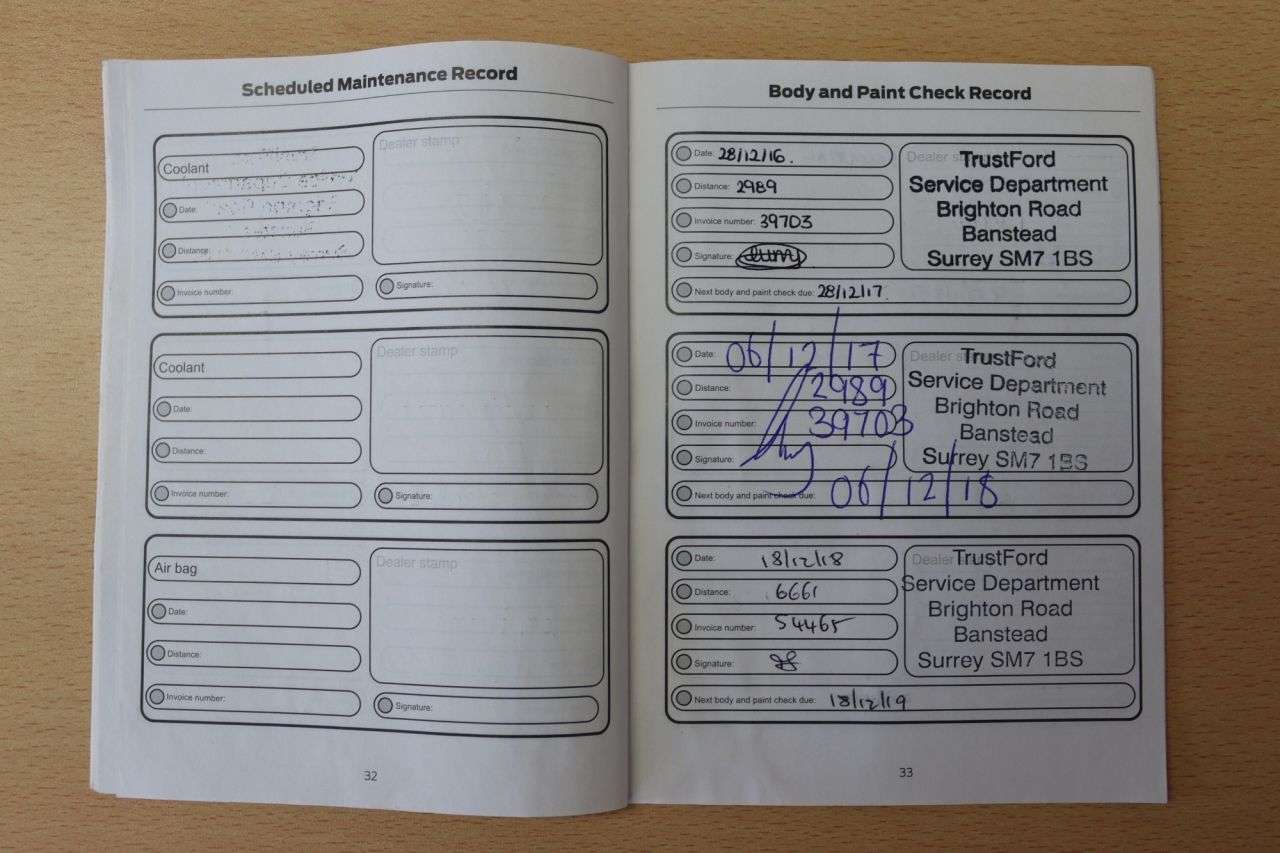 Scheduled Maintenance Record
Coolant
Dealer stamp
Date:
Distance:
Invoice number:
Signature:
Coolant
Dealer stamp
Date:
Distance:
Invoice number:
Signature:
Air bag
Dealer stamp
Date:
Distance:
Invoice number:
Signature:
32
Body and Paint Check Record
Date: 28/12/16.
Distance: 2989
Invoice number: 39703
Signature:
Next body and paint check due: 28/12/17.
Dealer
TrustFord
Service Department
Brighton Road
Banstead
Surrey SM7 1BS
Date: 06/12/17
Distance: 2989
Invoice number: 39703
Signature:
Next body and paint check due: 06/12/18
Dealer
TrustFord
Service Department
Brighton Road
Banstead
Surrey SM7 1BS
Date: 18/12/18
Distance: 6661
Invoice number: 54465
Signature:
Next body and paint check due: 18/12/19
Dealer
TrustFord
Service Department
Brighton Road
Banstead
Surrey SM7 1BS
33